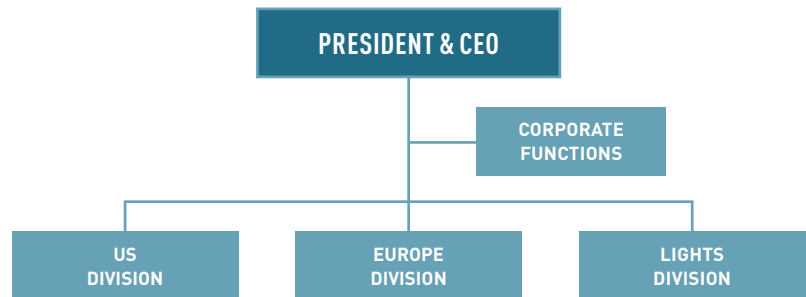 PRESIDENT & CEO
CORPORATE
FUNCTIONS
US
DIVISION
EUROPE
DIVISION
LIGHTS
DIVISION